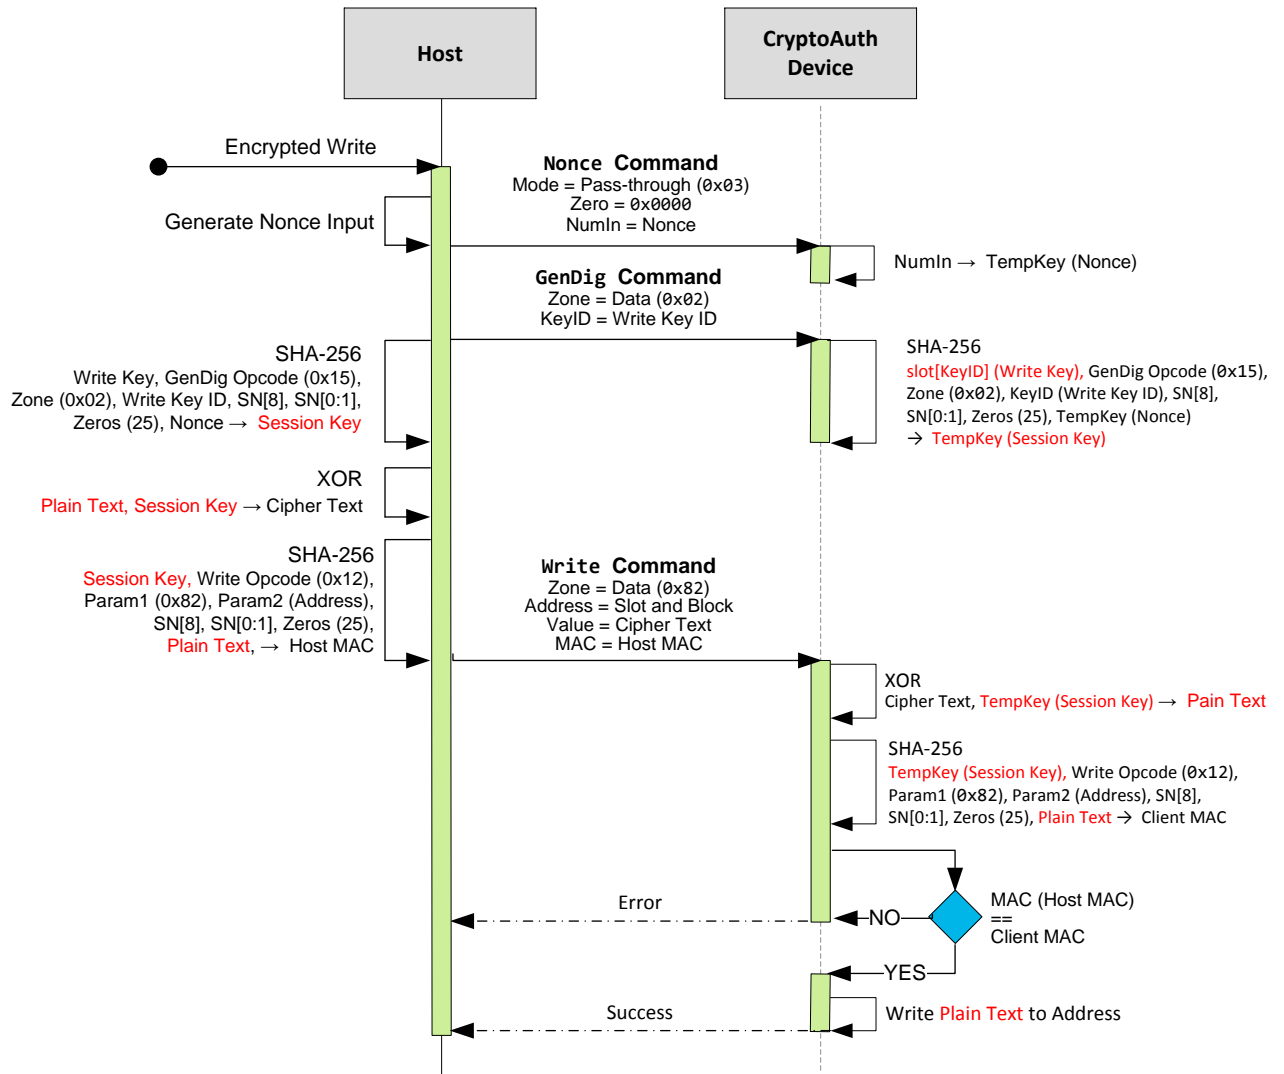 Host
CryptoAuth
Device
Encrypted Write
Nonce Command
Mode = Pass-through (0x03)
Zero = 0x0000
NumIn = Nonce
Generate Nonce Input
NumIn → TempKey (Nonce)
GenDig Command
Zone = Data (0x02)
KeyID = Write Key ID
SHA-256
Write Key, GenDig Opcode (0x15),
Zone (0x02), Write Key ID, SN[8], SN[0:1],
Zeros (25), Nonce → Session Key
SHA-256
slot[KeyID] (Write Key), GenDig Opcode (0x15),
Zone (0x02), KeyID (Write Key ID), SN[8],
SN[0:1], Zeros (25), TempKey (Nonce)
→ TempKey (Session Key)
XOR
Plain Text, Session Key → Cipher Text
SHA-256
Session Key, Write Opcode (0x12),
Param1 (0x82), Param2 (Address),
SN[8], SN[0:1], Zeros (25),
Plain Text, → Host MAC
Write Command
Zone = Data (0x82)
Address = Slot and Block
Value = Cipher Text
MAC = Host MAC
XOR
Cipher Text, TempKey (Session Key) → Pain Text
SHA-256
TempKey (Session Key), Write Opcode (0x12),
Param1 (0x82), Param2 (Address), SN[8],
SN[0:1], Zeros (25), Plain Text → Client MAC
MAC (Host MAC)
==
Client MAC
Error
NO
YES
Success
Write Plain Text to Address